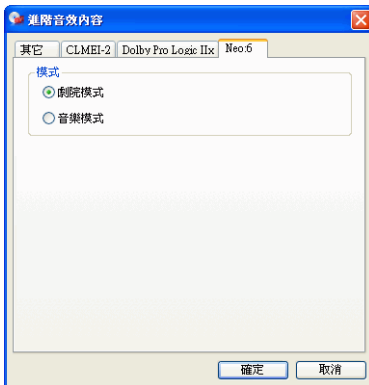 進階音效內容
其它 CLMEI-2 Dolby Pro Logic IIx Neo:6
模式
劇院模式
音樂模式
確定 取消